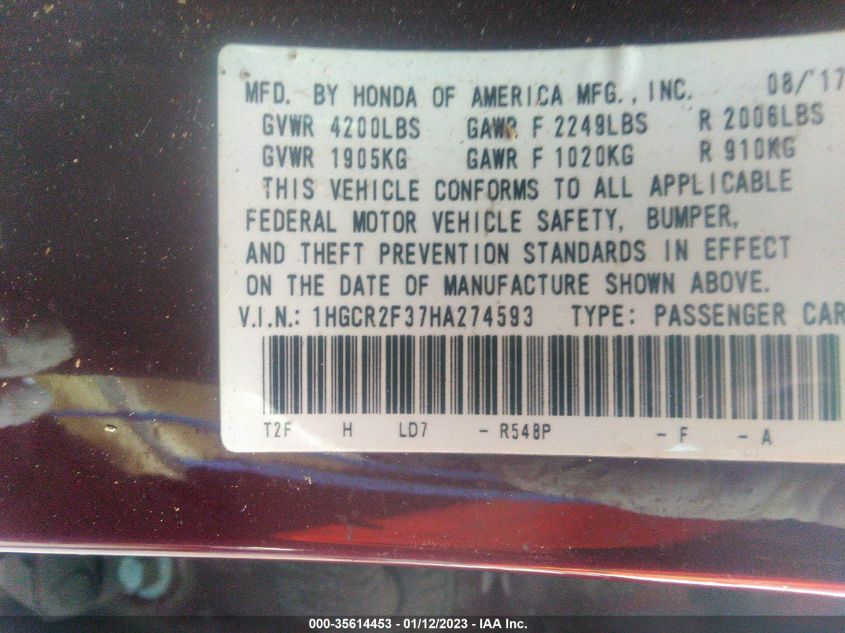 MFD. BY HONDA OF AMERICA MFG., INC. 08/'17
GVWR 4200LBS GAWR F 2249LBS R 2006LBS
GVWR 1905KG GAWR F 1020KG R 910KG
THIS VEHICLE CONFORMS TO ALL APPLICABLE
FEDERAL MOTOR VEHICLE SAFETY, BUMPER,
AND THEFT PREVENTION STANDARDS IN EFFECT
ON THE DATE OF MANUFACTURE SHOWN ABOVE.
V.I.N.: 1HGCR2F37HA274593 TYPE: PASSENGER CAR
T2F H LD7 - R548P - F - A
000-35614453 - 01/12/2023 - IAA Inc.